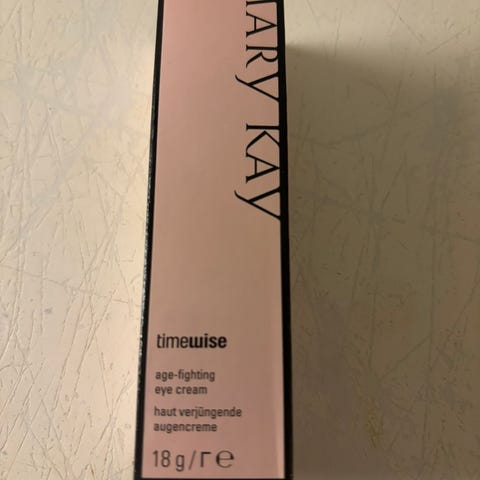 MARY KAY
timewise
age-fighting
eye cream
haut verjüngende
augencreme
18 g/г ℮